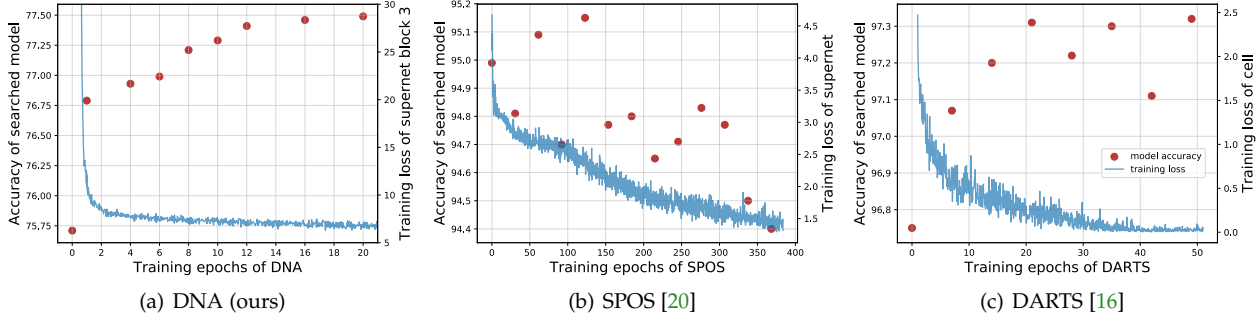 Accuracy of searched model
77.50
77.25
77.00
76.75
76.50
76.25
76.00
75.75
30
25
20
15
10
5
Training loss of supernet block 3
0 2 4 6 8 10 12 14 16 18 20
Training epochs of DNA
(a) DNA (ours)
Accuracy of searched model
95.2
95.1
95.0
94.9
94.8
94.7
94.6
94.5
94.4
4.5
4.0
3.5
3.0
2.5
2.0
1.5
Training loss of supernet
0 50 100 150 200 250 300 350 400
Training epochs of SPOS
(b) SPOS [20]
Accuracy of searched model
97.3
97.2
97.1
97.0
96.9
96.8
2.5
2.0
1.5
1.0
0.5
0.0
Training loss of cell
model accuracy
training loss
0 10 20 30 40 50
Training epochs of DARTS
(c) DARTS [16]